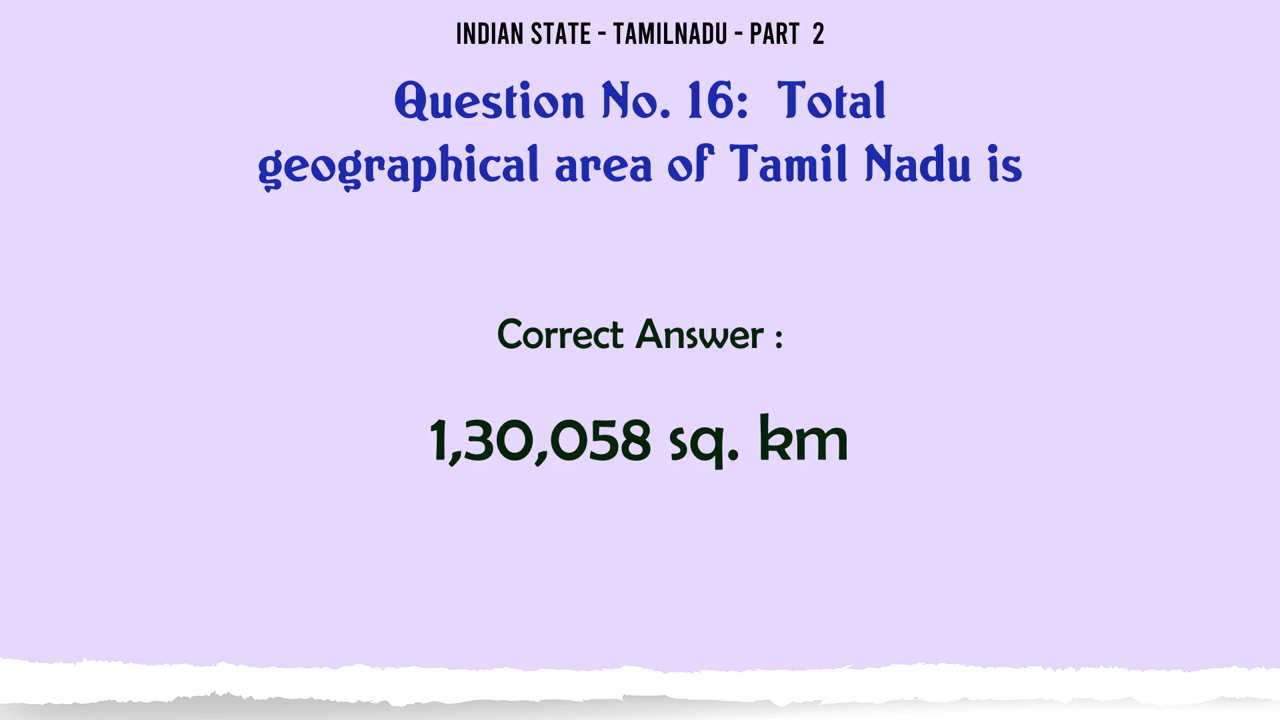 INDIAN STATE - TAMILNADU - PART 2
Question No. 16: Total
geographical area of Tamil Nadu is
Correct Answer :
1,30,058 sq. km